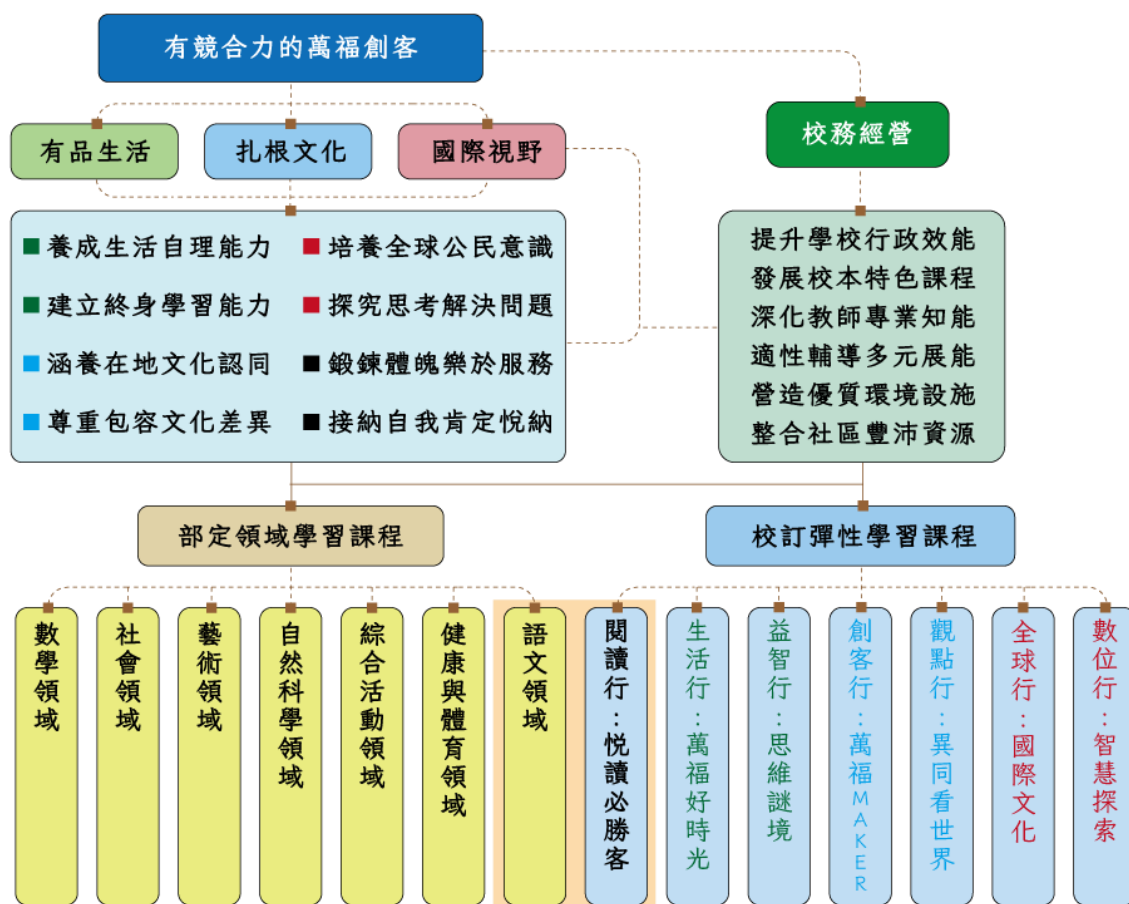 有競合力的萬福創客
校務經營
有品生活
扎根文化
國際視野
養成生活自理能力
建立終身學習能力
涵養在地文化認同
尊重包容文化差異
培養全球公民意識
探究思考解決問題
鍛鍊體魄樂於服務
接納自我肯定悅納
提升學校行政效能
發展校本特色課程
深化教師專業知能
適性輔導多元展能
營造優質環境設施
整合社區豐沛資源
部定領域學習課程
校訂彈性學習課程
數學領域
社會領域
藝術領域
自然科學領域
綜合活動領域
健康與體育領域
語文領域
閱讀行：悅讀必勝客
生活行：萬福好時光
益智行：思維謎境
創客行：萬福MAKER
觀點行：異同看世界
全球行：國際文化
數位行：智慧探索